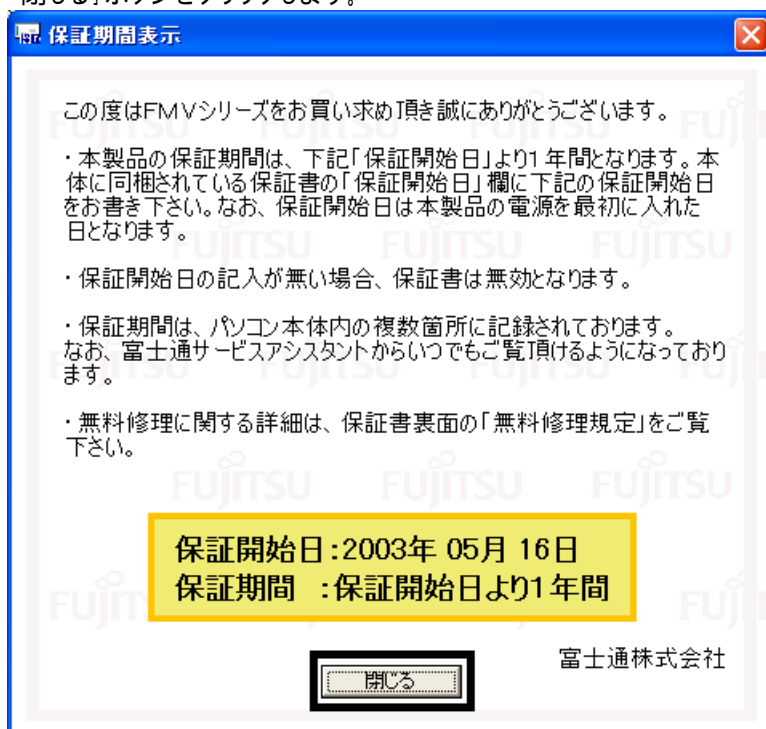 閉じる」ボタンをクリックします。
保証期間表示
この度はFMVシリーズをお買い求め頂き誠にありがとうございます。
・本製品の保証期間は、下記「保証開始日」より1年間となります。本
体に同梱されている保証書の「保証開始日」欄に下記の保証開始日
をお書き下さい。なお、保証開始日は本製品の電源を最初に入れた
日となります。
・保証開始日の記入が無い場合、保証書は無効となります。
・保証期間は、パソコン本体内の複数箇所に記録されております。
なお、富士通サービスアシスタントからいつでもご覧頂けるようになっており
ます。
・無料修理に関する詳細は、保証書裏面の「無料修理規定」をご覧
下さい。
FUJITSU FUJITSU FUJITSU
保証開始日:2003年 05月 16日
保証期間 :保証開始日より1年間
富士通株式会社
閉じる